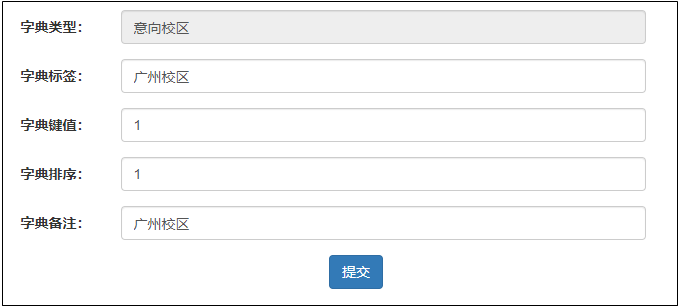 字典类型： 意向校区
字典标签： 广州校区
字典键值： 1
字典排序： 1
字典备注： 广州校区
提交